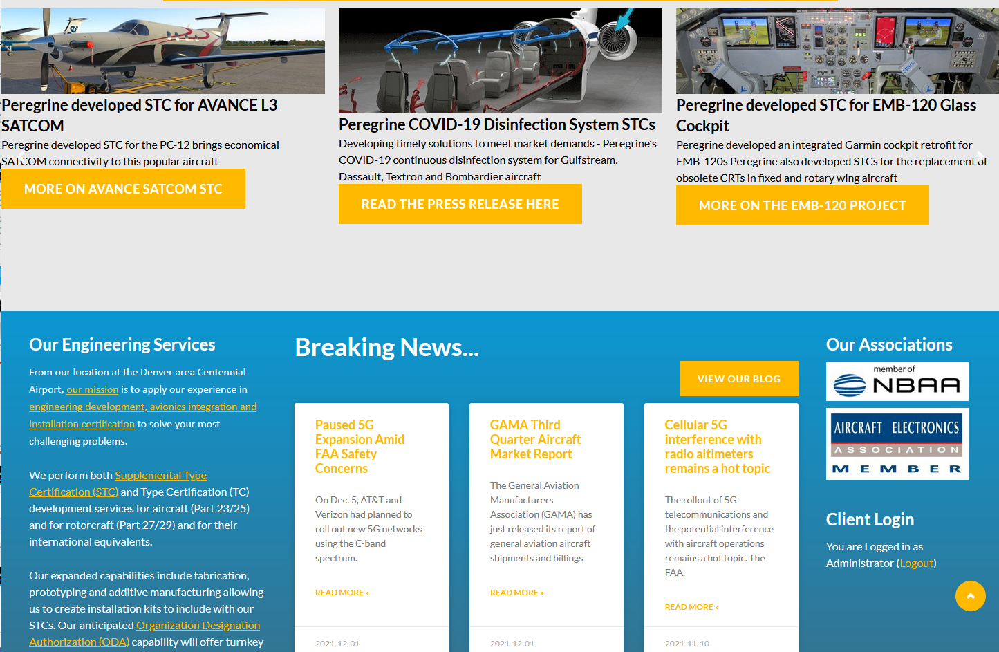 Peregrine developed STC for AVANCE L3
SATCOM
Peregrine developed STC for the PC-12 brings economical
SATCOM connectivity to this popular aircraft
MORE ON AVANCE SATCOM STC
Peregrine COVID-19 Disinfection System STCs
Developing timely solutions to meet market demands - Peregrine’s
COVID-19 continuous disinfection system for Gulfstream,
Dassault, Textron and Bombardier aircraft
READ THE PRESS RELEASE HERE
Peregrine developed STC for EMB-120 Glass
Cockpit
Peregrine developed an integrated Garmin cockpit retrofit for
EMB-120s Peregrine also developed STCs for the replacement of
obsolete CRTs in fixed and rotary wing aircraft
MORE ON THE EMB-120 PROJECT
Our Engineering Services
From our location at the Denver area Centennial
Airport, our mission is to apply our experience in
engineering development, avionics integration and
installation certification to solve your most
challenging problems.
We perform both Supplemental Type
Certification (STC) and Type Certification (TC)
development services for aircraft (Part 23/25)
and for rotorcraft (Part 27/29) and for their
international equivalents.
Our expanded capabilities include fabrication,
prototyping and additive manufacturing allowing
us to create installation kits to include with our
STCs. Our anticipated Organization Designation
Authorization (ODA) capability will offer turnkey
Breaking News...
VIEW OUR BLOG
Paused 5G
Expansion Amid
FAA Safety
Concerns
On Dec. 5, AT&T and
Verizon had planned to
roll out new 5G networks
using the C-band
spectrum.
READ MORE »
2021-12-01
GAMA Third
Quarter Aircraft
Market Report
The General Aviation
Manufacturers
Association (GAMA) has
just released its report of
general aviation aircraft
shipments and billings
READ MORE »
2021-12-01
Cellular 5G
interference with
radio altimeters
remains a hot topic
The rollout of 5G
telecommunications and
the potential interference
with aircraft operations
remains a hot topic. The
FAA,
READ MORE »
2021-11-10
Our Associations
member of
NBAA
AIRCRAFT ELECTRONICS
ASSOCIATION
MEMBER
Client Login
You are Logged in as
Administrator (Logout)